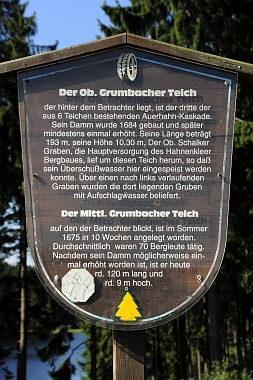 Der Ob. Grumbacher Teich
der hinter dem Betrachter liegt, ist der dritte der
aus 6 Teichen bestehenden Auerhahn-Kaskade.
Sein Damm wurde 1684 gebaut und später
mindestens einmal erhöht. Seine Länge beträgt
193 m, seine Höhe 10,30 m, Der Ob. Schalker
Graben, die Hauptversorgung des Hahnenkleer
Bergbaues, lief um diesen Teich herum, so daß
sein Überschußwasser hier eingespeist werden
konnte. Über einen nach links verlaufenden
Graben wurden die dort liegenden Gruben
mit Aufschlagwasser beliefert.
Der Mittl. Grumbacher Teich
auf den der Betrachter blickt, ist im Sommer
1675 in 10 Wochen angelegt worden.
Durchschnittlich waren 70 Bergleute tätig.
Nachdem sein Damm möglicherweise ein-
mal erhöht worden ist, ist er heute
rd. 120 m lang und
rd. 9 m hoch.